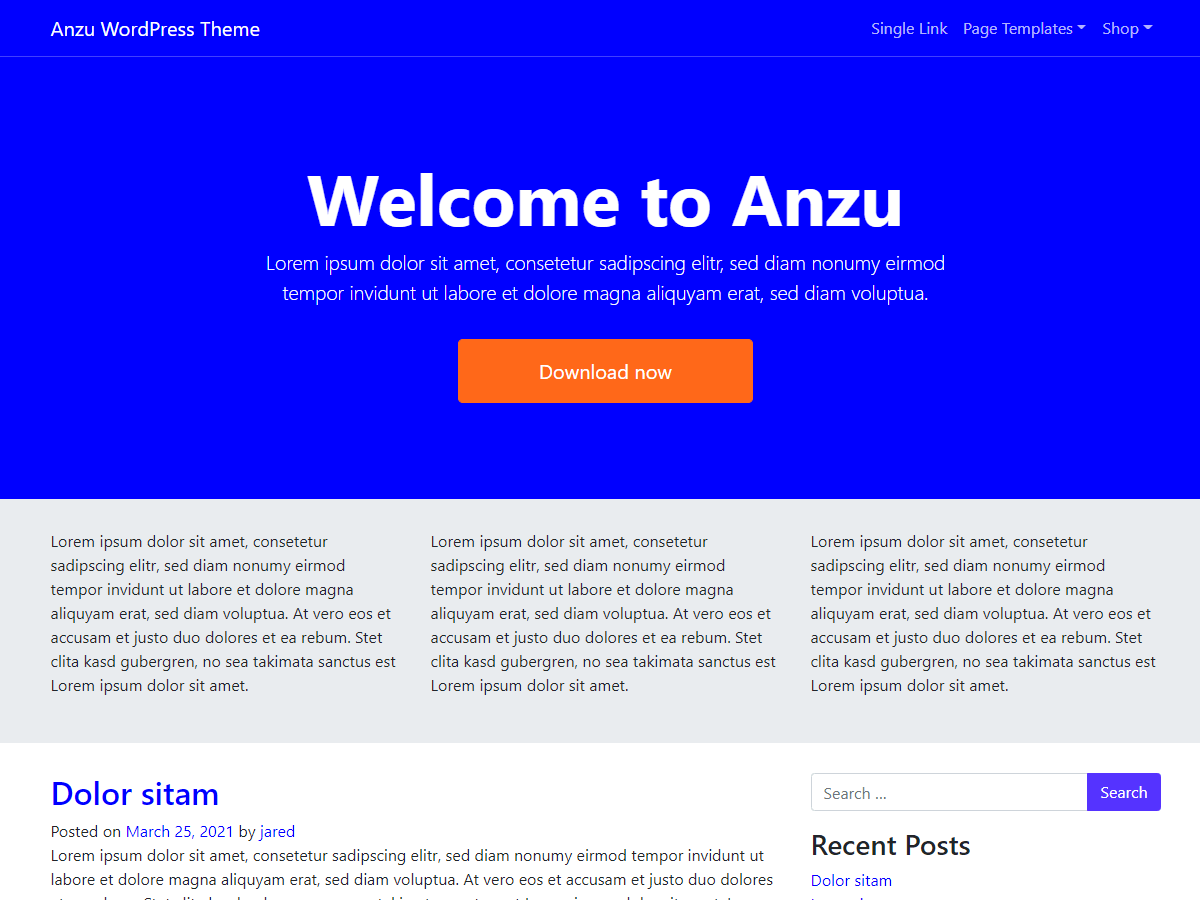 Anzu WordPress Theme
Single Link Page Templates Shop
Welcome to Anzu
Lorem ipsum dolor sit amet, consetetur sadipscing elitr, sed diam nonumy eirmod
tempor invidunt ut labore et dolore magna aliquyam erat, sed diam voluptua.
Download now
Lorem ipsum dolor sit amet, consetetur
sadipscing elitr, sed diam nonumy eirmod
tempor invidunt ut labore et dolore magna
aliquyam erat, sed diam voluptua. At vero eos et
accusam et justo duo dolores et ea rebum. Stet
clita kasd gubergren, no sea takimata sanctus est
Lorem ipsum dolor sit amet.
Lorem ipsum dolor sit amet, consetetur
sadipscing elitr, sed diam nonumy eirmod
tempor invidunt ut labore et dolore magna
aliquyam erat, sed diam voluptua. At vero eos et
accusam et justo duo dolores et ea rebum. Stet
clita kasd gubergren, no sea takimata sanctus est
Lorem ipsum dolor sit amet.
Lorem ipsum dolor sit amet, consetetur
sadipscing elitr, sed diam nonumy eirmod
tempor invidunt ut labore et dolore magna
aliquyam erat, sed diam voluptua. At vero eos et
accusam et justo duo dolores et ea rebum. Stet
clita kasd gubergren, no sea takimata sanctus est
Lorem ipsum dolor sit amet.
Dolor sitam
Posted on March 25, 2021 by jared
Lorem ipsum dolor sit amet, consetetur sadipscing elitr, sed diam nonumy eirmod tempor invidunt ut
labore et dolore magna aliquyam erat, sed diam voluptua. At vero eos et accusam et justo duo dolores
Search ...
Search
Recent Posts
Dolor sitam